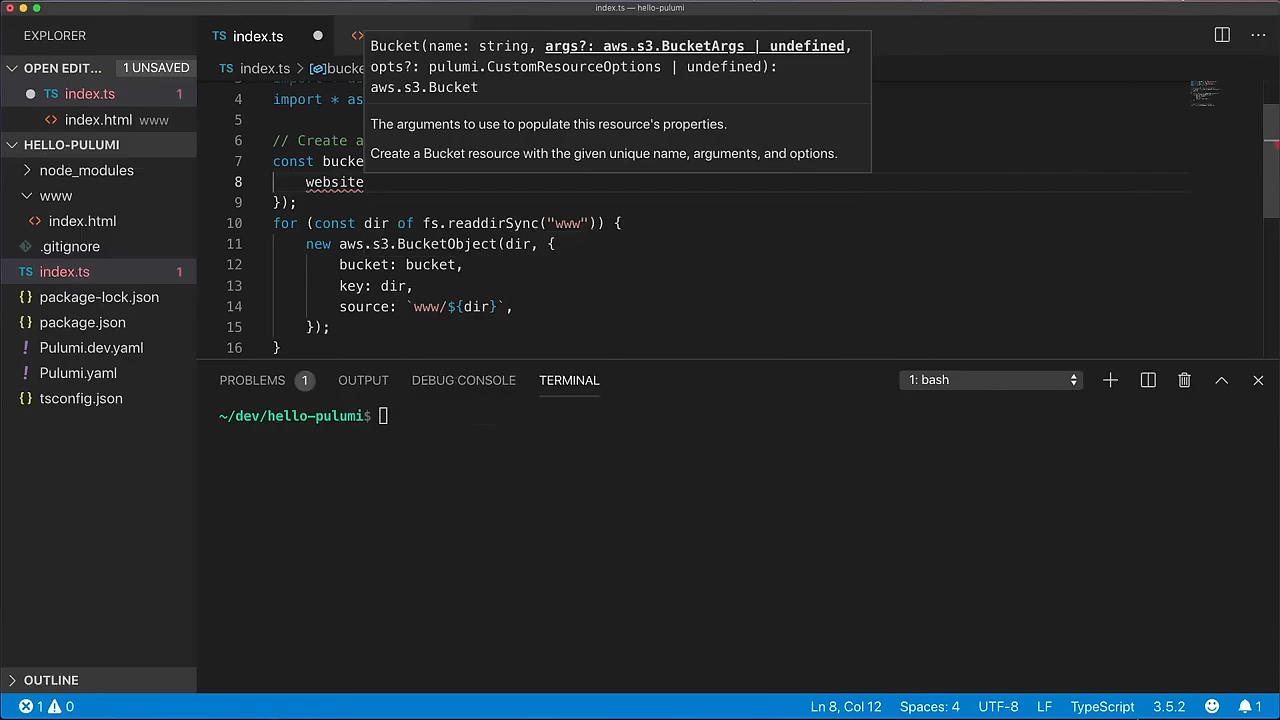 index.ts — hello-pulumi
EXPLORER
OPEN EDIT... 1 UNSAVED
TS index.ts 1
<> index.html www
HELLO-PULUMI
node_modules
www
<> index.html
.gitignore
TS index.ts 1
{} package-lock.json
{} package.json
! Pulumi.dev.yaml
! Pulumi.yaml
{} tsconfig.json
OUTLINE
TS index.ts ● <>
TS index.ts > bucke
Bucket(name: string, args?: aws.s3.BucketArgs | undefined,
opts?: pulumi.CustomResourceOptions | undefined):
aws.s3.Bucket
The arguments to use to populate this resource's properties.
Create a Bucket resource with the given unique name, arguments, and options.
4 import * as
5
6 // Create a
7 const bucke
8 website
9 });
10 for (const dir of fs.readdirSync("www")) {
11 new aws.s3.BucketObject(dir, {
12 bucket: bucket,
13 key: dir,
14 source: `www/${dir}`,
15 });
16 }
PROBLEMS 1 OUTPUT DEBUG CONSOLE TERMINAL 1: bash
~/dev/hello-pulumi$
1 0 Ln 8, Col 12 Spaces: 4 UTF-8 LF TypeScript 3.5.2 1